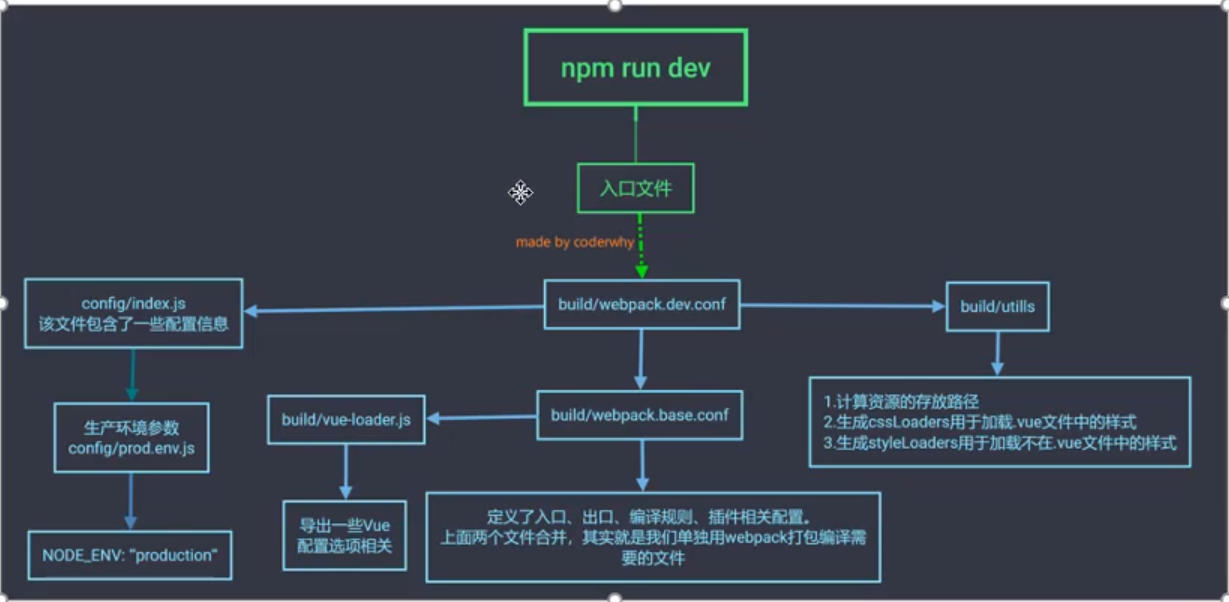 npm run dev
入口文件
made by coderwhy
config/index.js
该文件包含了一些配置信息
build/webpack.dev.conf
build/utills
生产环境参数
config/prod.env.js
build/vue-loader.js
build/webpack.base.conf
1.计算资源的存放路径
2.生成cssLoaders用于加载.vue文件中的样式
3.生成styleLoaders用于加载不在.vue文件中的样式
NODE_ENV: "production"
导出一些Vue
配置选项相关
定义了入口、出口、编译规则、插件相关配置。
上面两个文件合并，其实就是我们单独用webpack打包编译需
要的文件